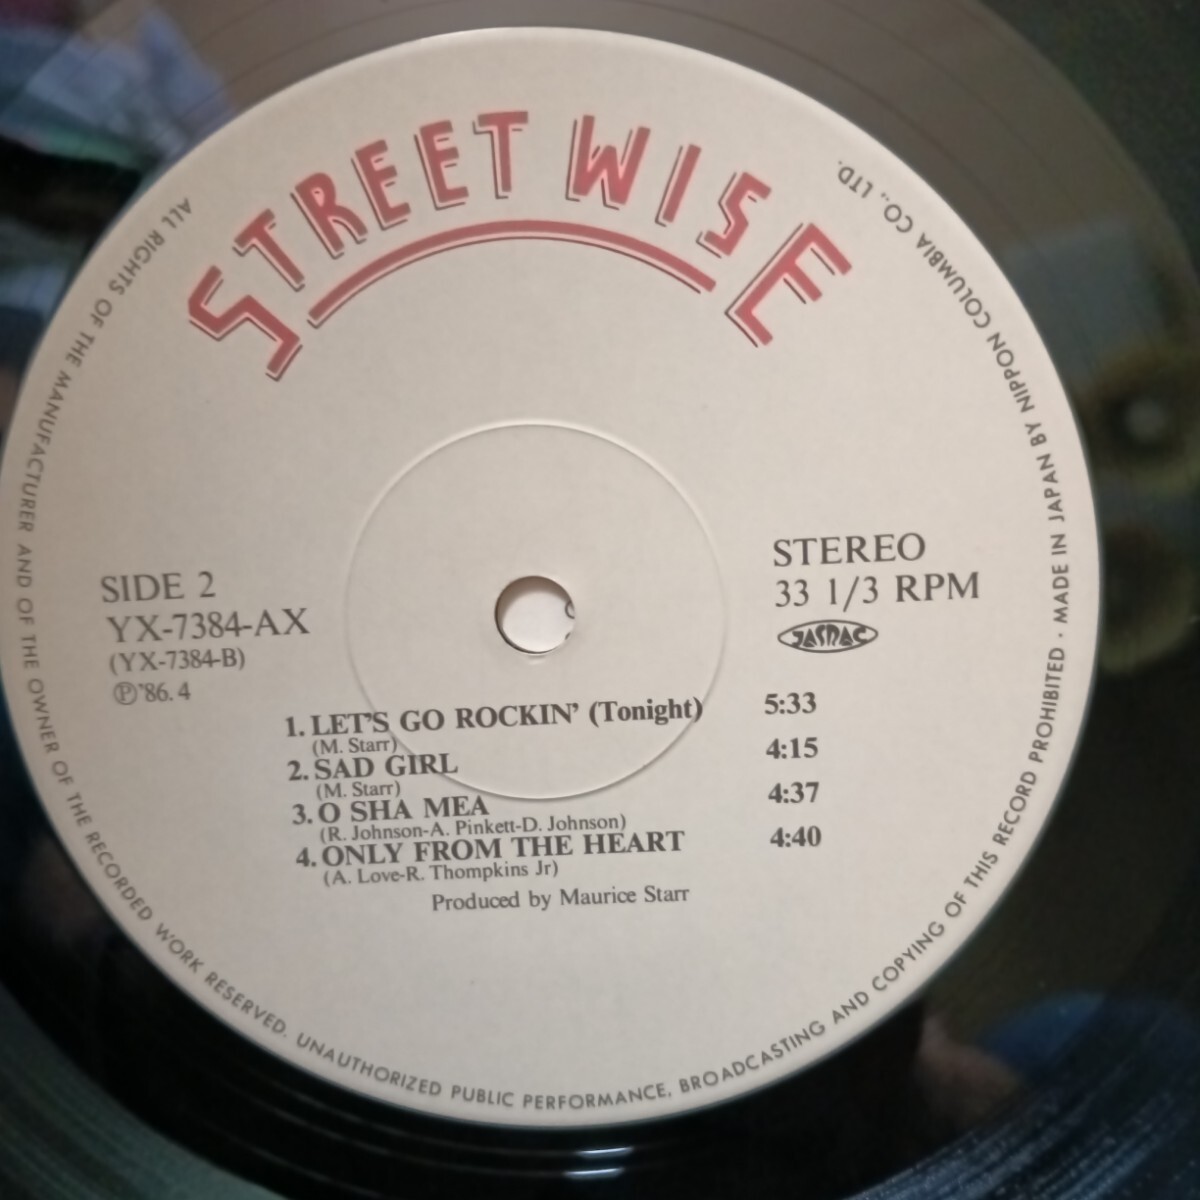 STREETWISE
SIDE 2
YX-7384-AX
(YX-7384-B)
Ⓟ'86.4
STEREO
33 1/3 RPM
JASRAC
1. LET'S GO ROCKIN' (Tonight) 5:33
(M. Starr)
2. SAD GIRL 4:15
(M. Starr)
3. O SHA MEA 4:37
(R. Johnson-A. Pinkett-D. Johnson)
4. ONLY FROM THE HEART 4:40
(A. Love-R. Thompkins Jr)
Produced by Maurice Starr
ALL RIGHTS OF THE MANUFACTURER AND OF THE OWNER OF THE RECORDED WORK RESERVED. UNAUTHORIZED PUBLIC PERFORMANCE, BROADCASTING AND COPYING OF THIS RECORD PROHIBITED · MADE IN JAPAN BY NIPPON COLUMBIA CO., LTD.